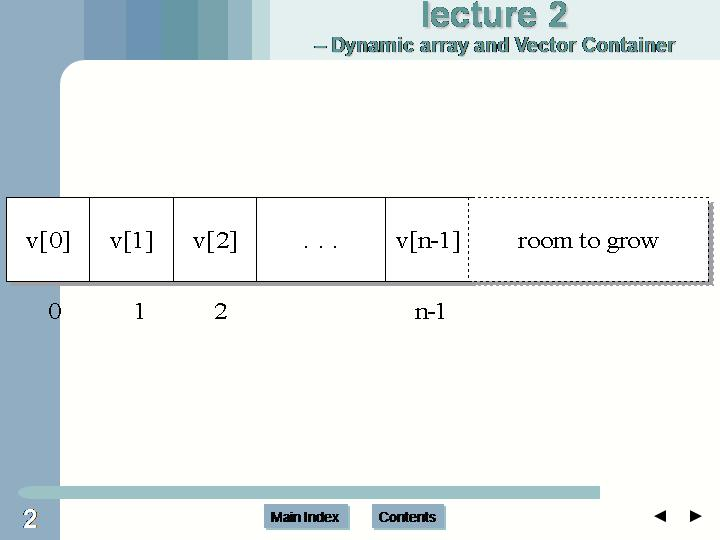 lecture 2
– Dynamic array and Vector Container
v[0] v[1] v[2] . . . v[n-1] room to grow
0 1 2 n-1
2 Main Index Contents